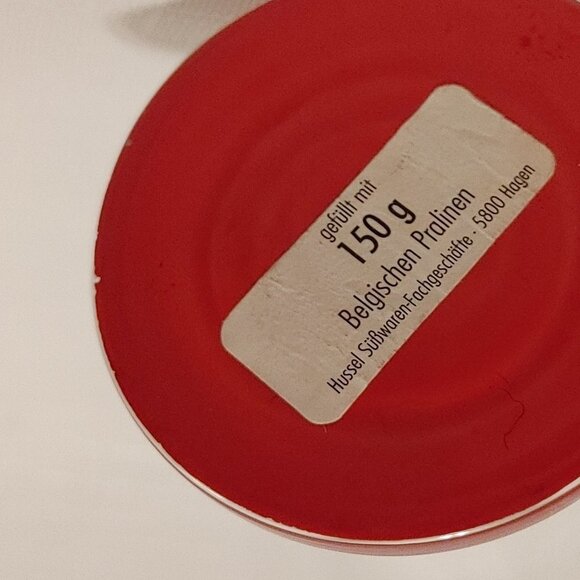 gefüllt mit
150 g
Belgischen Pralinen
Hussel Süßwaren-Fachgeschäfte · 5800 Hagen